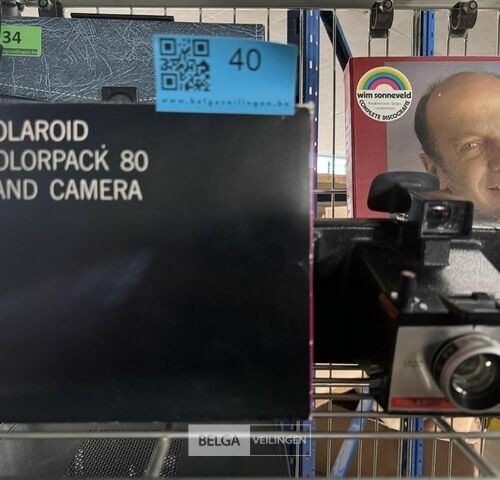 34
40
www.belgaveilingen.be
wim sonneveld
COMPLETE DISCOGRAFIE
OLAROID
OLORPACK 80
AND CAMERA
BELGA VEILINGEN